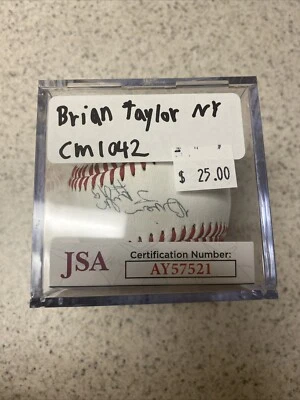 Brian Taylor NY
CM1042
$ 25.00
JSA
Certification Number:
AY57521